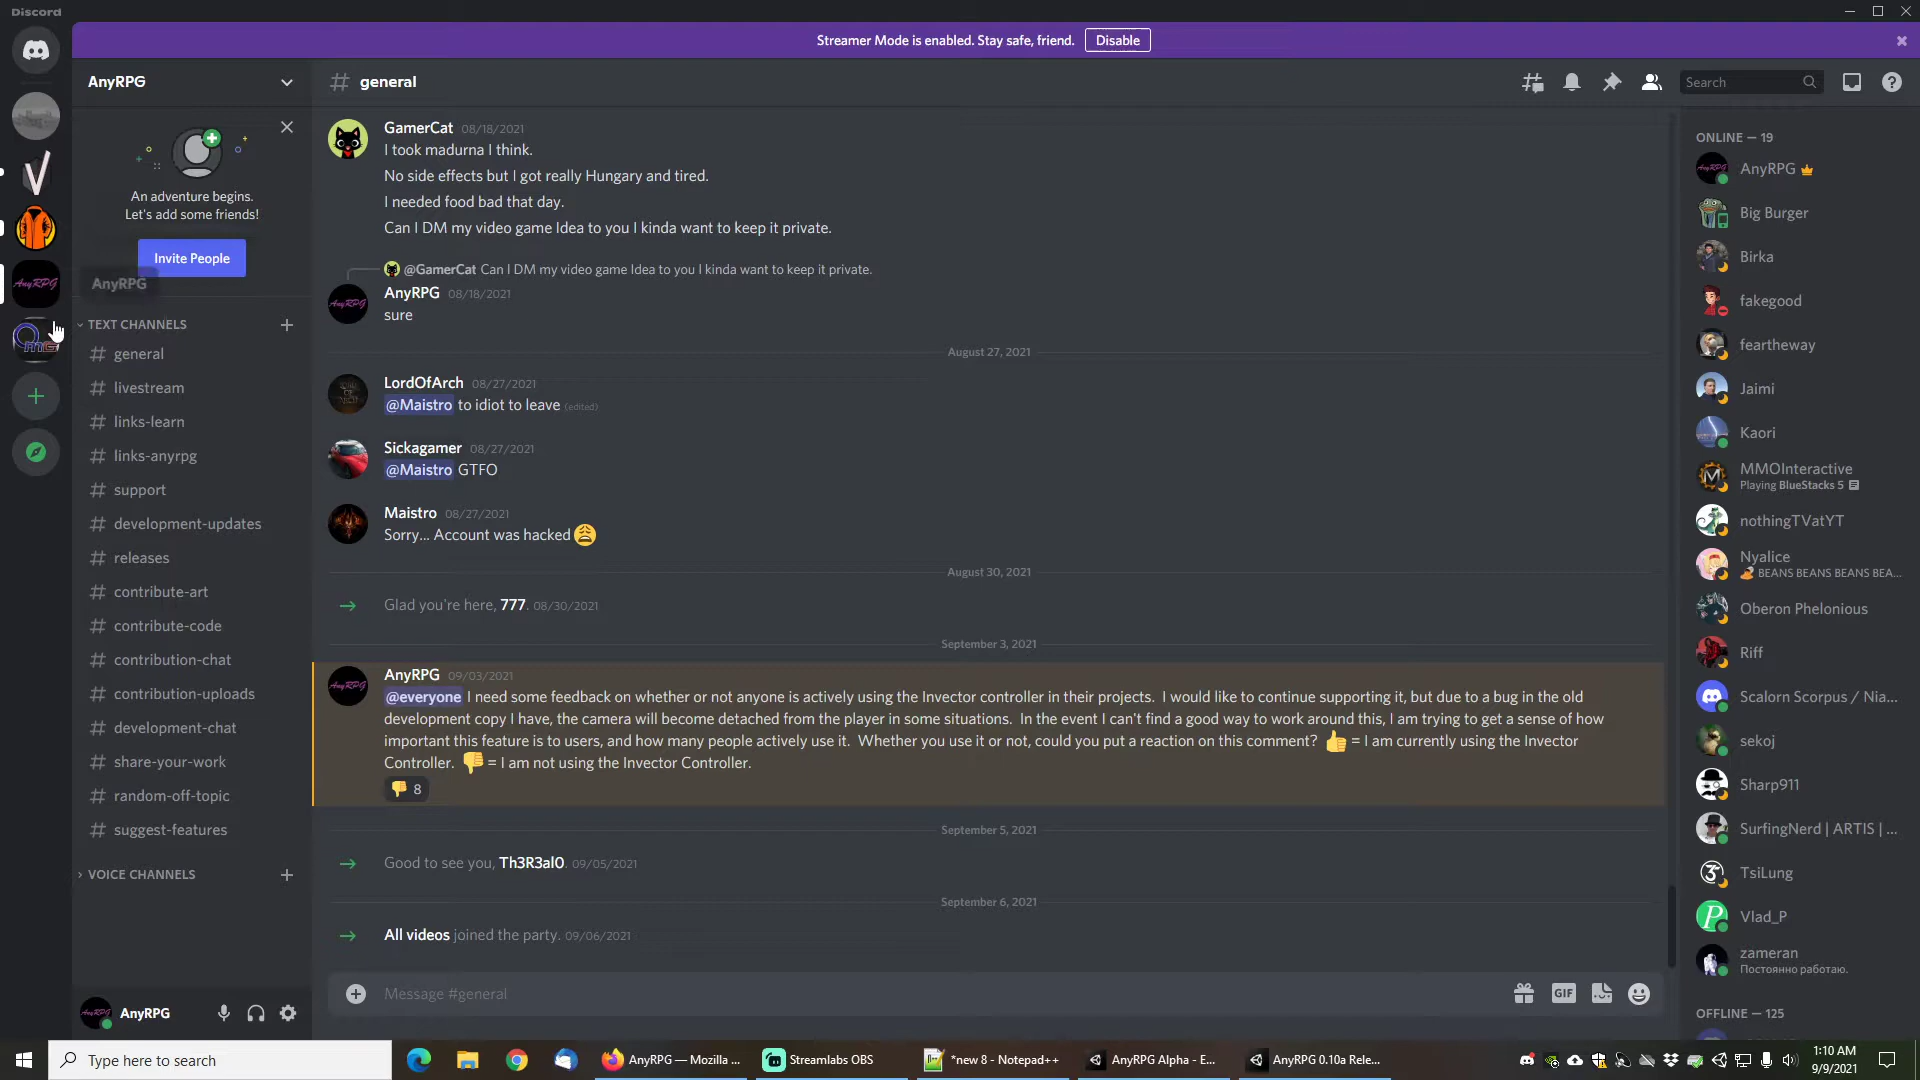 Discord
Streamer Mode is enabled. Stay safe, friend.
Disable
AnyRPG
An adventure begins.
Let's add some friends!
Invite People
AnyRPG
AnyRPG
TEXT CHANNELS
general
livestream
links-learn
links-anyrpg
support
development-updates
releases
contribute-art
contribute-code
contribution-chat
contribution-uploads
development-chat
share-your-work
random-off-topic
suggest-features
VOICE CHANNELS
AnyRPG
general
Search
GamerCat 08/18/2021
I took madurna I think.
No side effects but I got really Hungary and tired.
I needed food bad that day.
Can I DM my video game Idea to you I kinda want to keep it private.
@GamerCat Can I DM my video game Idea to you I kinda want to keep it private.
AnyRPG 08/18/2021
sure
August 27, 2021
LordOfArch 08/27/2021
@Maistro to idiot to leave (edited)
Sickagamer 08/27/2021
@Maistro GTFO
Maistro 08/27/2021
Sorry... Account was hacked 😩
August 30, 2021
Glad you're here, 777. 08/30/2021
September 3, 2021
AnyRPG 09/03/2021
@everyone I need some feedback on whether or not anyone is actively using the Invector controller in their projects. I would like to continue supporting it, but due to a bug in the old
development copy I have, the camera will become detached from the player in some situations. In the event I can't find a good way to work around this, I am trying to get a sense of how
important this feature is to users, and how many people actively use it. Whether you use it or not, could you put a reaction on this comment? 👍 = I am currently using the Invector
Controller. 👎 = I am not using the Invector Controller.
👎 8
September 5, 2021
Good to see you, Th3R3al0. 09/05/2021
September 6, 2021
All videos joined the party. 09/06/2021
Message #general
GIF
ONLINE — 19
AnyRPG
Big Burger
Birka
fakegood
feartheway
Jaimi
Kaori
MMOInteractive
Playing BlueStacks 5
nothingTVatYT
Nyalice
BEANS BEANS BEANS BEA...
Oberon Phelonious
Riff
Scalorn Scorpus / Nia...
sekoj
Sharp911
SurfingNerd | ARTIS | ...
TsiLung
Vlad_P
zameran
Постоянно работаю.
OFFLINE — 125
Type here to search
AnyRPG — Mozilla ...
Streamlabs OBS
*new 8 - Notepad++
AnyRPG Alpha - E...
AnyRPG 0.10a Rele...
1:10 AM
9/9/2021